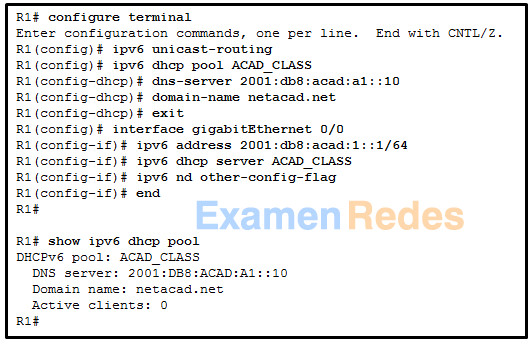 R1# configure terminal
Enter configuration commands, one per line.  End with CNTL/Z.
R1(config)# ipv6 unicast-routing
R1(config)# ipv6 dhcp pool ACAD_CLASS
R1(config-dhcp)# dns-server 2001:db8:acad:a1::10
R1(config-dhcp)# domain-name netacad.net
R1(config-dhcp)# exit
R1(config)# interface gigabitEthernet 0/0
R1(config-if)# ipv6 address 2001:db8:acad:1::1/64
R1(config-if)# ipv6 dhcp server ACAD_CLASS
R1(config-if)# ipv6 nd other-config-flag
R1(config-if)# end
R1#
ExamenRedes
R1# show ipv6 dhcp pool
DHCPv6 pool: ACAD_CLASS
  DNS server: 2001:DB8:ACAD:A1::10
  Domain name: netacad.net
  Active clients: 0
R1#